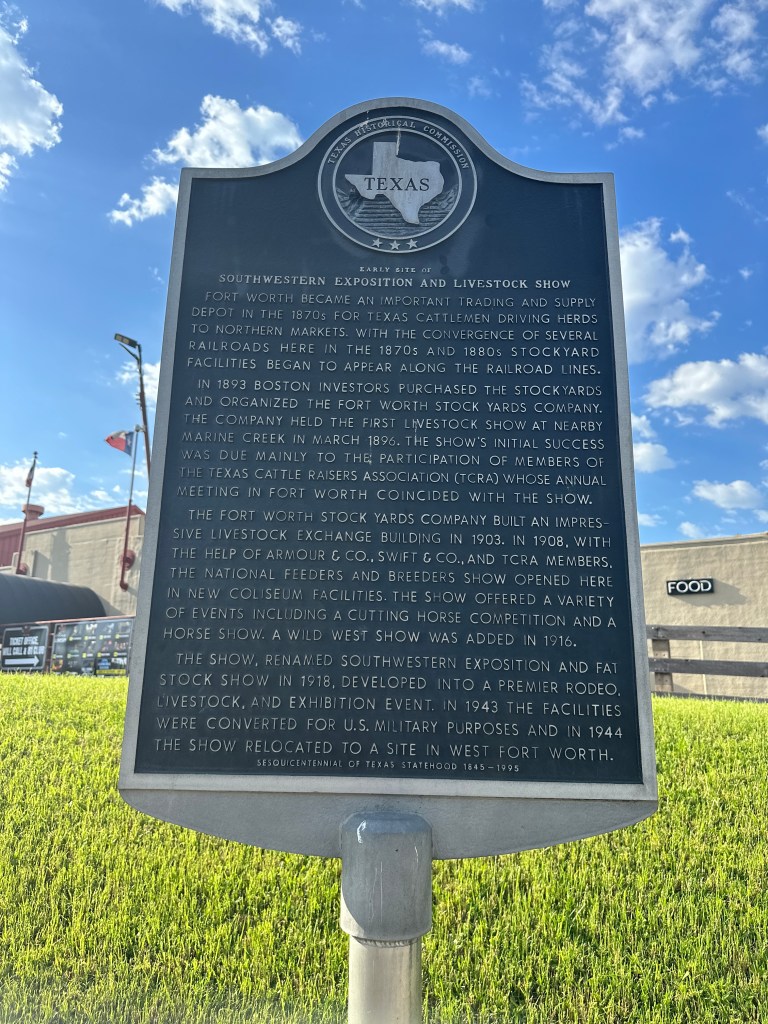 TEXAS HISTORICAL COMMISSION
TEXAS
EARLY SITE OF
SOUTHWESTERN EXPOSITION AND LIVESTOCK SHOW
FORT WORTH BECAME AN IMPORTANT TRADING AND SUPPLY
DEPOT IN THE 1870s FOR TEXAS CATTLEMEN DRIVING HERDS
TO NORTHERN MARKETS. WITH THE CONVERGENCE OF SEVERAL
RAILROADS HERE IN THE 1870s AND 1880s STOCKYARD
FACILITIES BEGAN TO APPEAR ALONG THE RAILROAD LINES.
IN 1893 BOSTON INVESTORS PURCHASED THE STOCKYARDS
AND ORGANIZED THE FORT WORTH STOCK YARDS COMPANY.
THE COMPANY HELD THE FIRST LIVESTOCK SHOW AT NEARBY
MARINE CREEK IN MARCH 1896. THE SHOW'S INITIAL SUCCESS
WAS DUE MAINLY TO THE PARTICIPATION OF MEMBERS OF
THE TEXAS CATTLE RAISERS ASSOCIATION (TCRA) WHOSE ANNUAL
MEETING IN FORT WORTH COINCIDED WITH THE SHOW.
THE FORT WORTH STOCK YARDS COMPANY BUILT AN IMPRES-
SIVE LIVESTOCK EXCHANGE BUILDING IN 1903. IN 1908, WITH
THE HELP OF ARMOUR & CO., SWIFT & CO., AND TCRA MEMBERS,
THE NATIONAL FEEDERS AND BREEDERS SHOW OPENED HERE
IN NEW COLISEUM FACILITIES. THE SHOW OFFERED A VARIETY
OF EVENTS INCLUDING A CUTTING HORSE COMPETITION AND A
HORSE SHOW. A WILD WEST SHOW WAS ADDED IN 1916.
THE SHOW, RENAMED SOUTHWESTERN EXPOSITION AND FAT
STOCK SHOW IN 1918, DEVELOPED INTO A PREMIER RODEO,
LIVESTOCK, AND EXHIBITION EVENT. IN 1943 THE FACILITIES
WERE CONVERTED FOR U.S. MILITARY PURPOSES AND IN 1944
THE SHOW RELOCATED TO A SITE IN WEST FORT WORTH.
SESQUICENTENNIAL OF TEXAS STATEHOOD 1845-1995
FOOD
TICKET OFFICE
WILL CALL &